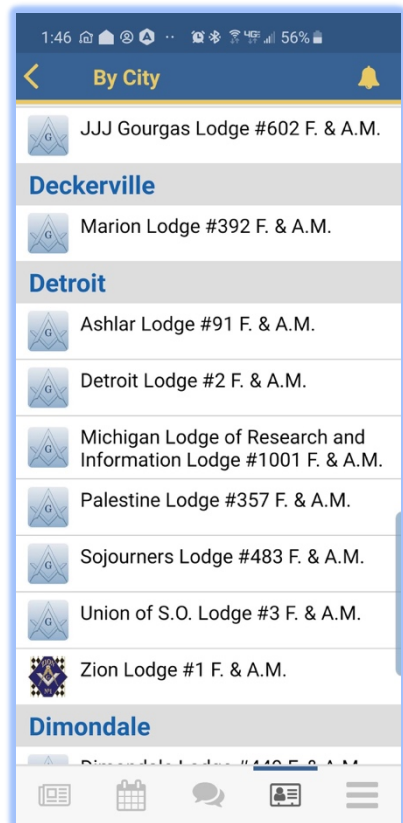 1:46 56%
By City
JJJ Gourgas Lodge #602 F. & A.M.
Deckerville
Marion Lodge #392 F. & A.M.
Detroit
Ashlar Lodge #91 F. & A.M.
Detroit Lodge #2 F. & A.M.
Michigan Lodge of Research and
Information Lodge #1001 F. & A.M.
Palestine Lodge #357 F. & A.M.
Sojourners Lodge #483 F. & A.M.
Union of S.O. Lodge #3 F. & A.M.
Zion Lodge #1 F. & A.M.
Dimondale